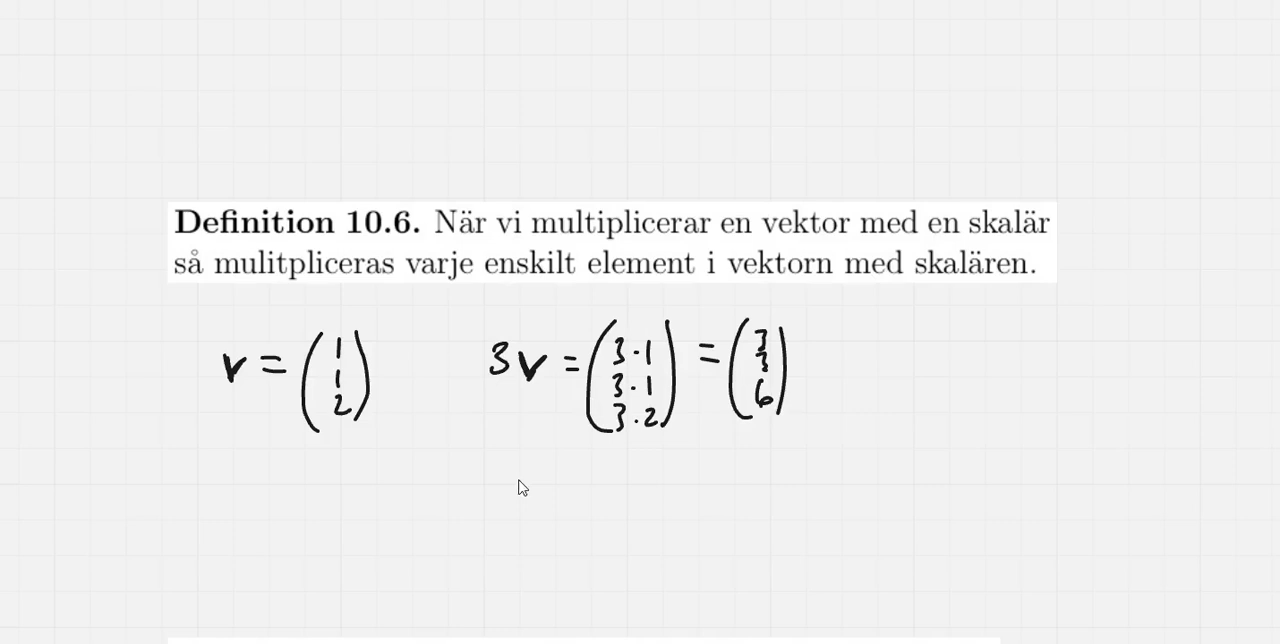 Definition 10.6. När vi multiplicerar en vektor med en skalär
så mulitpliceras varje enskilt element i vektorn med skalären.
v = (1 1 2) 3v = (3·1 3·1 3·2) = (3 3 6)